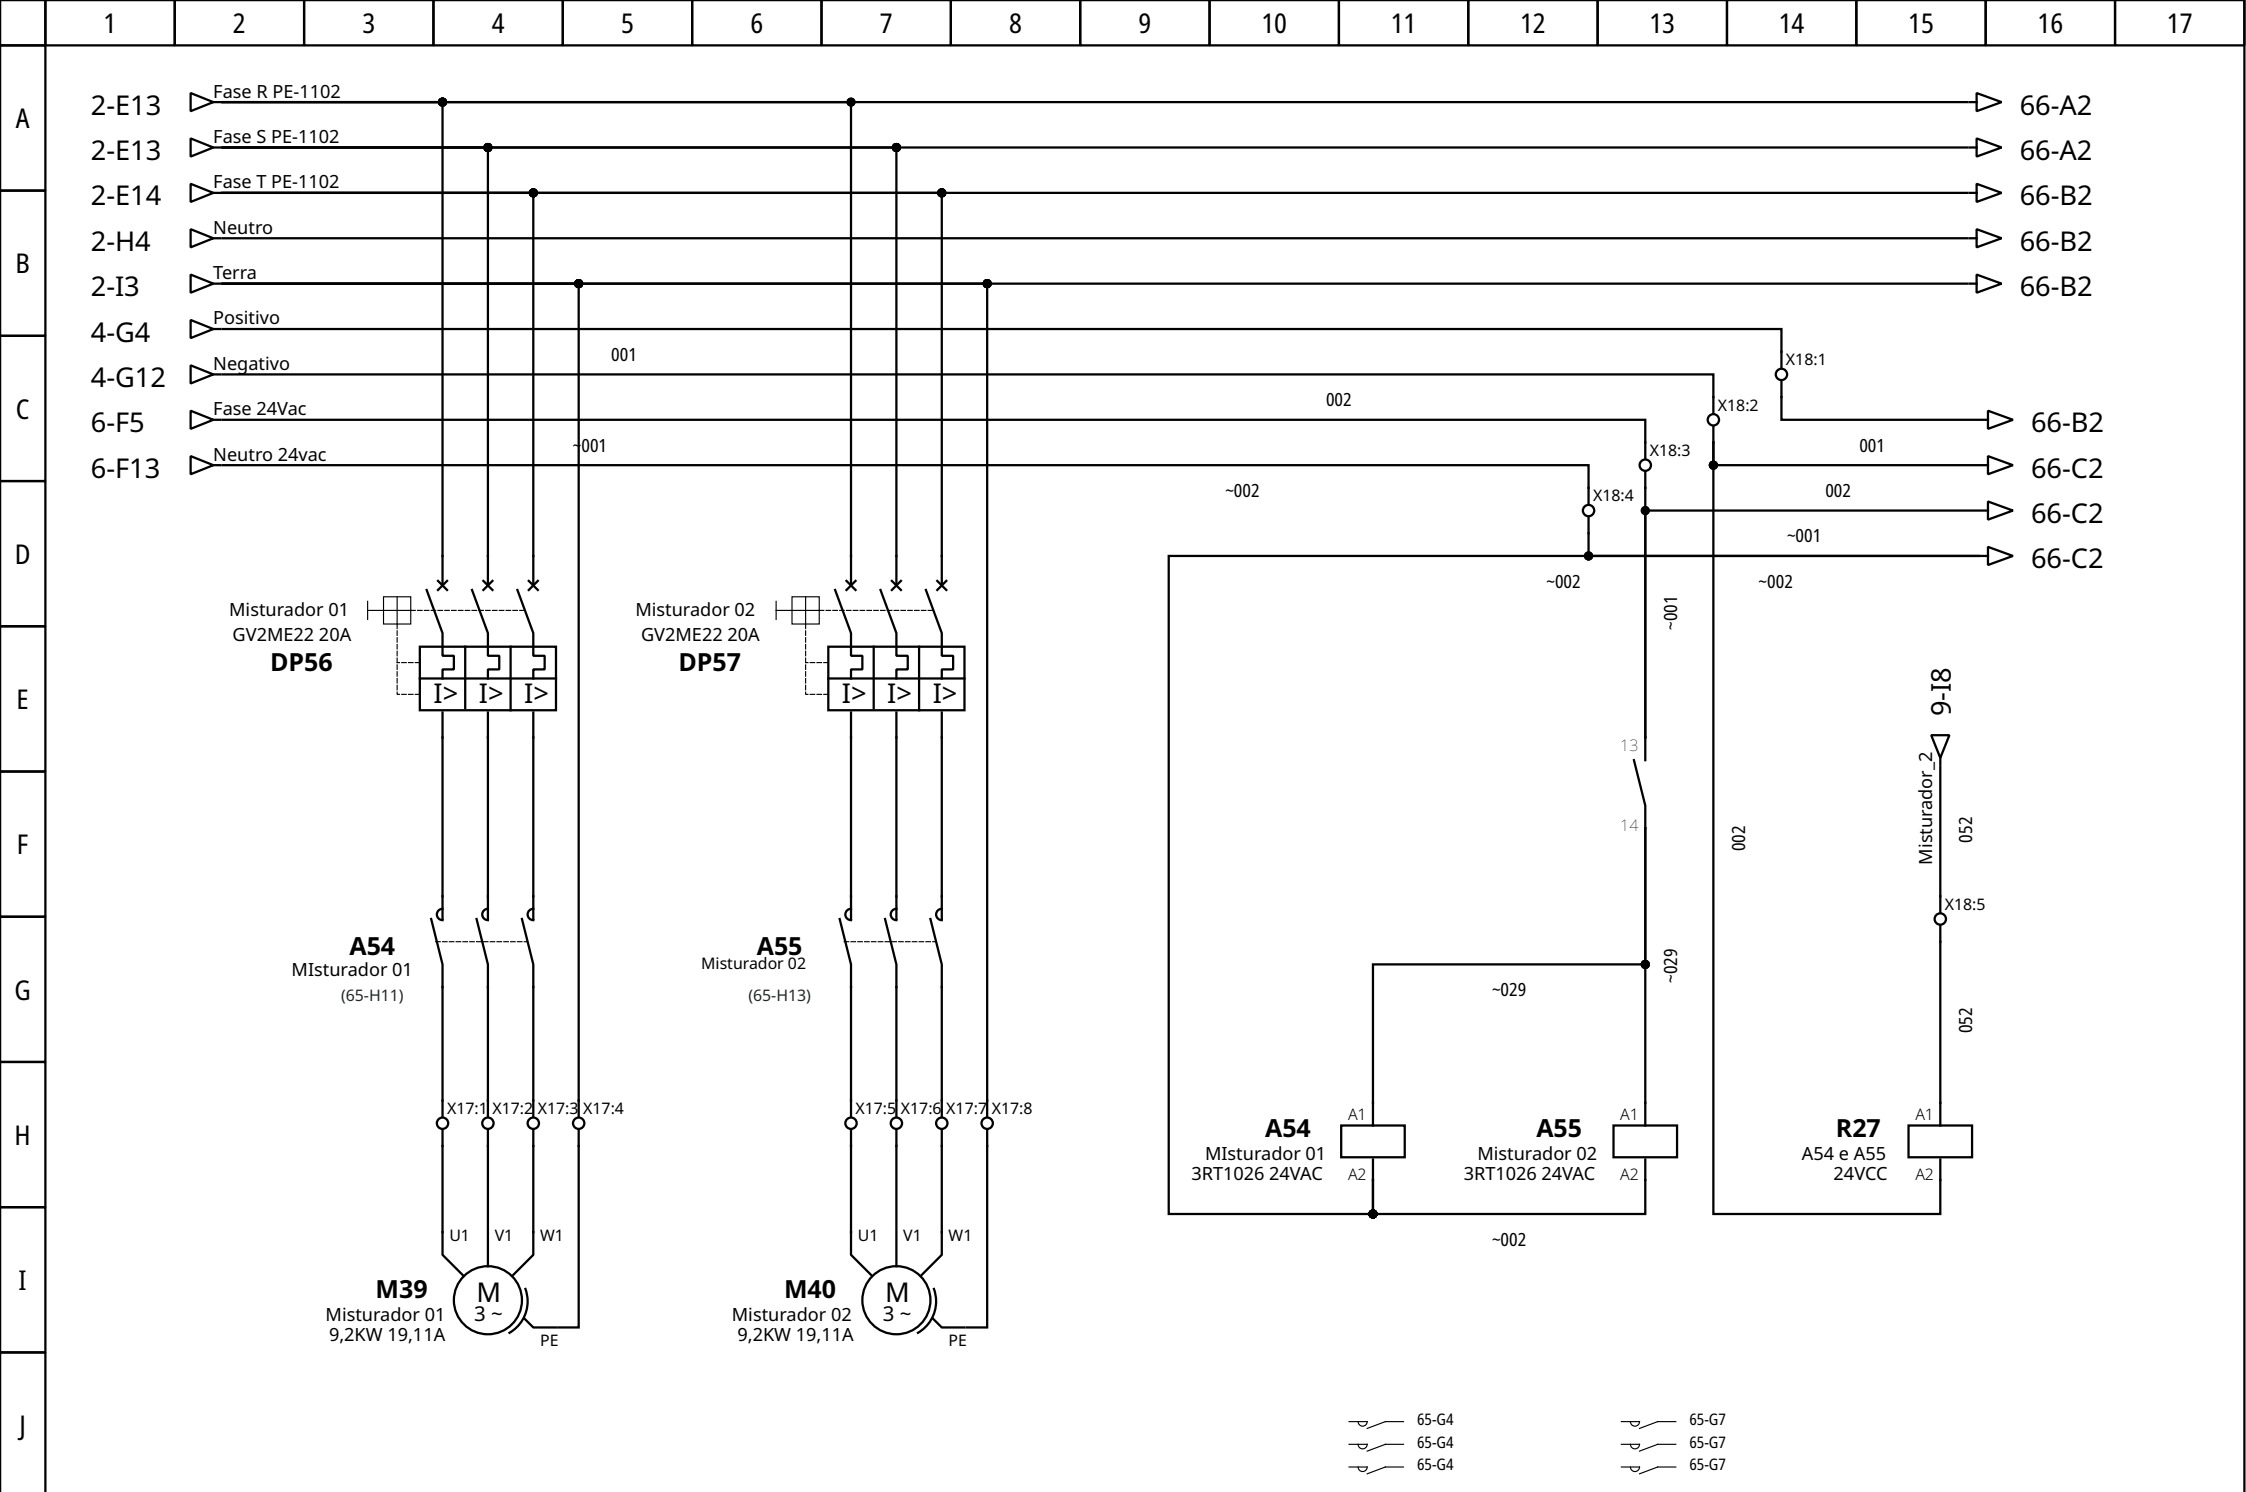 1 2 3 4 5 6 7 8 9 10 11 12 13 14 15 16 17
A
B
C
D
E
F
G
H
I
J
2-E13 Fase R PE-1102 66-A2
2-E13 Fase S PE-1102 66-A2
2-E14 Fase T PE-1102 66-B2
2-H4 Neutro 66-B2
2-I3 Terra 66-B2
4-G4 Positivo
001
X18:1
4-G12 Negativo
002
X18:2
6-F5 Fase 24Vac 66-B2
~001
X18:3
001
6-F13 Neutro 24vac 66-C2
~002
X18:4
002
66-C2
~001
66-C2
~002
~002
~001
Misturador 01
GV2ME22 20A
DP56
I> I> I>
Misturador 02
GV2ME22 20A
DP57
I> I> I>
9-I8
Misturador_2
052
X18:5
052
13
14
002
~029
~029
A54
MIsturador 01
(65-H11)
A55
Misturador 02
(65-H13)
X17:1 X17:2 X17:3 X17:4
X17:5 X17:6 X17:7 X17:8
A1
A54
MIsturador 01
3RT1026 24VAC
A2
A1
A55
Misturador 02
3RT1026 24VAC
A2
A1
R27
A54 e A55
24VCC
A2
~002
U1 V1 W1
M39
Misturador 01
9,2KW 19,11A
M
3 ~
PE
U1 V1 W1
M40
Misturador 02
9,2KW 19,11A
M
3 ~
PE
65-G4
65-G4
65-G4
65-G7
65-G7
65-G7